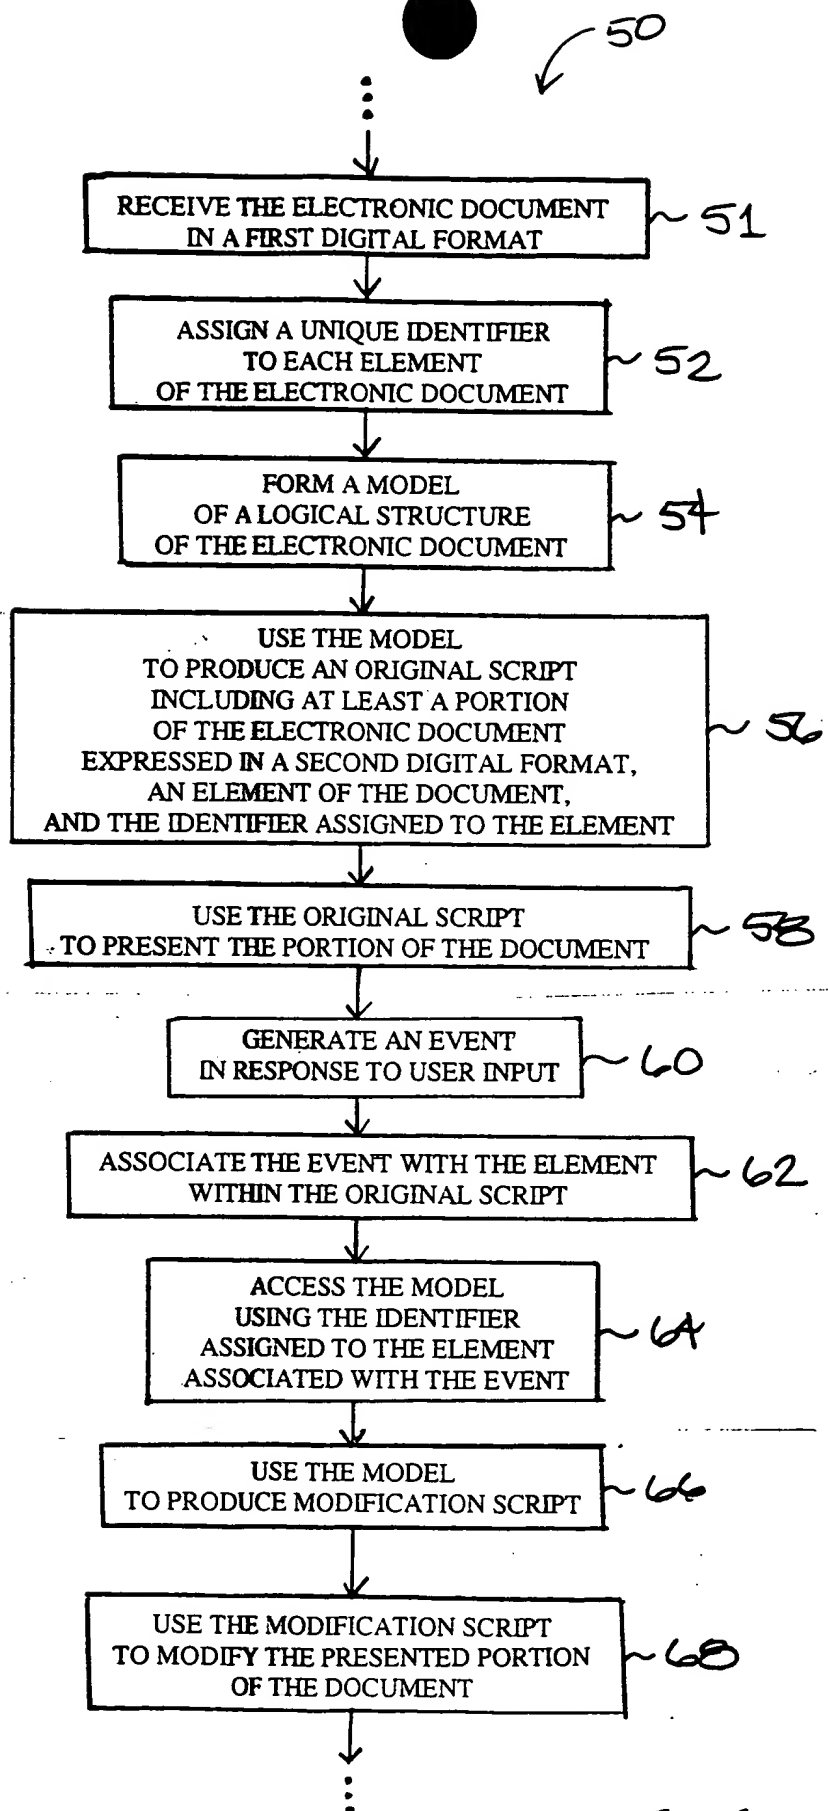 50
RECEIVE THE ELECTRONIC DOCUMENT
IN A FIRST DIGITAL FORMAT
51
ASSIGN A UNIQUE IDENTIFIER
TO EACH ELEMENT
OF THE ELECTRONIC DOCUMENT
52
FORM A MODEL
OF A LOGICAL STRUCTURE
OF THE ELECTRONIC DOCUMENT
54
USE THE MODEL
TO PRODUCE AN ORIGINAL SCRIPT
INCLUDING AT LEAST A PORTION
OF THE ELECTRONIC DOCUMENT
EXPRESSED IN A SECOND DIGITAL FORMAT,
AN ELEMENT OF THE DOCUMENT,
AND THE IDENTIFIER ASSIGNED TO THE ELEMENT
56
USE THE ORIGINAL SCRIPT
TO PRESENT THE PORTION OF THE DOCUMENT
58
GENERATE AN EVENT
IN RESPONSE TO USER INPUT
60
ASSOCIATE THE EVENT WITH THE ELEMENT
WITHIN THE ORIGINAL SCRIPT
62
ACCESS THE MODEL
USING THE IDENTIFIER
ASSIGNED TO THE ELEMENT
ASSOCIATED WITH THE EVENT
64
USE THE MODEL
TO PRODUCE MODIFICATION SCRIPT
66
USE THE MODIFICATION SCRIPT
TO MODIFY THE PRESENTED PORTION
OF THE DOCUMENT
68